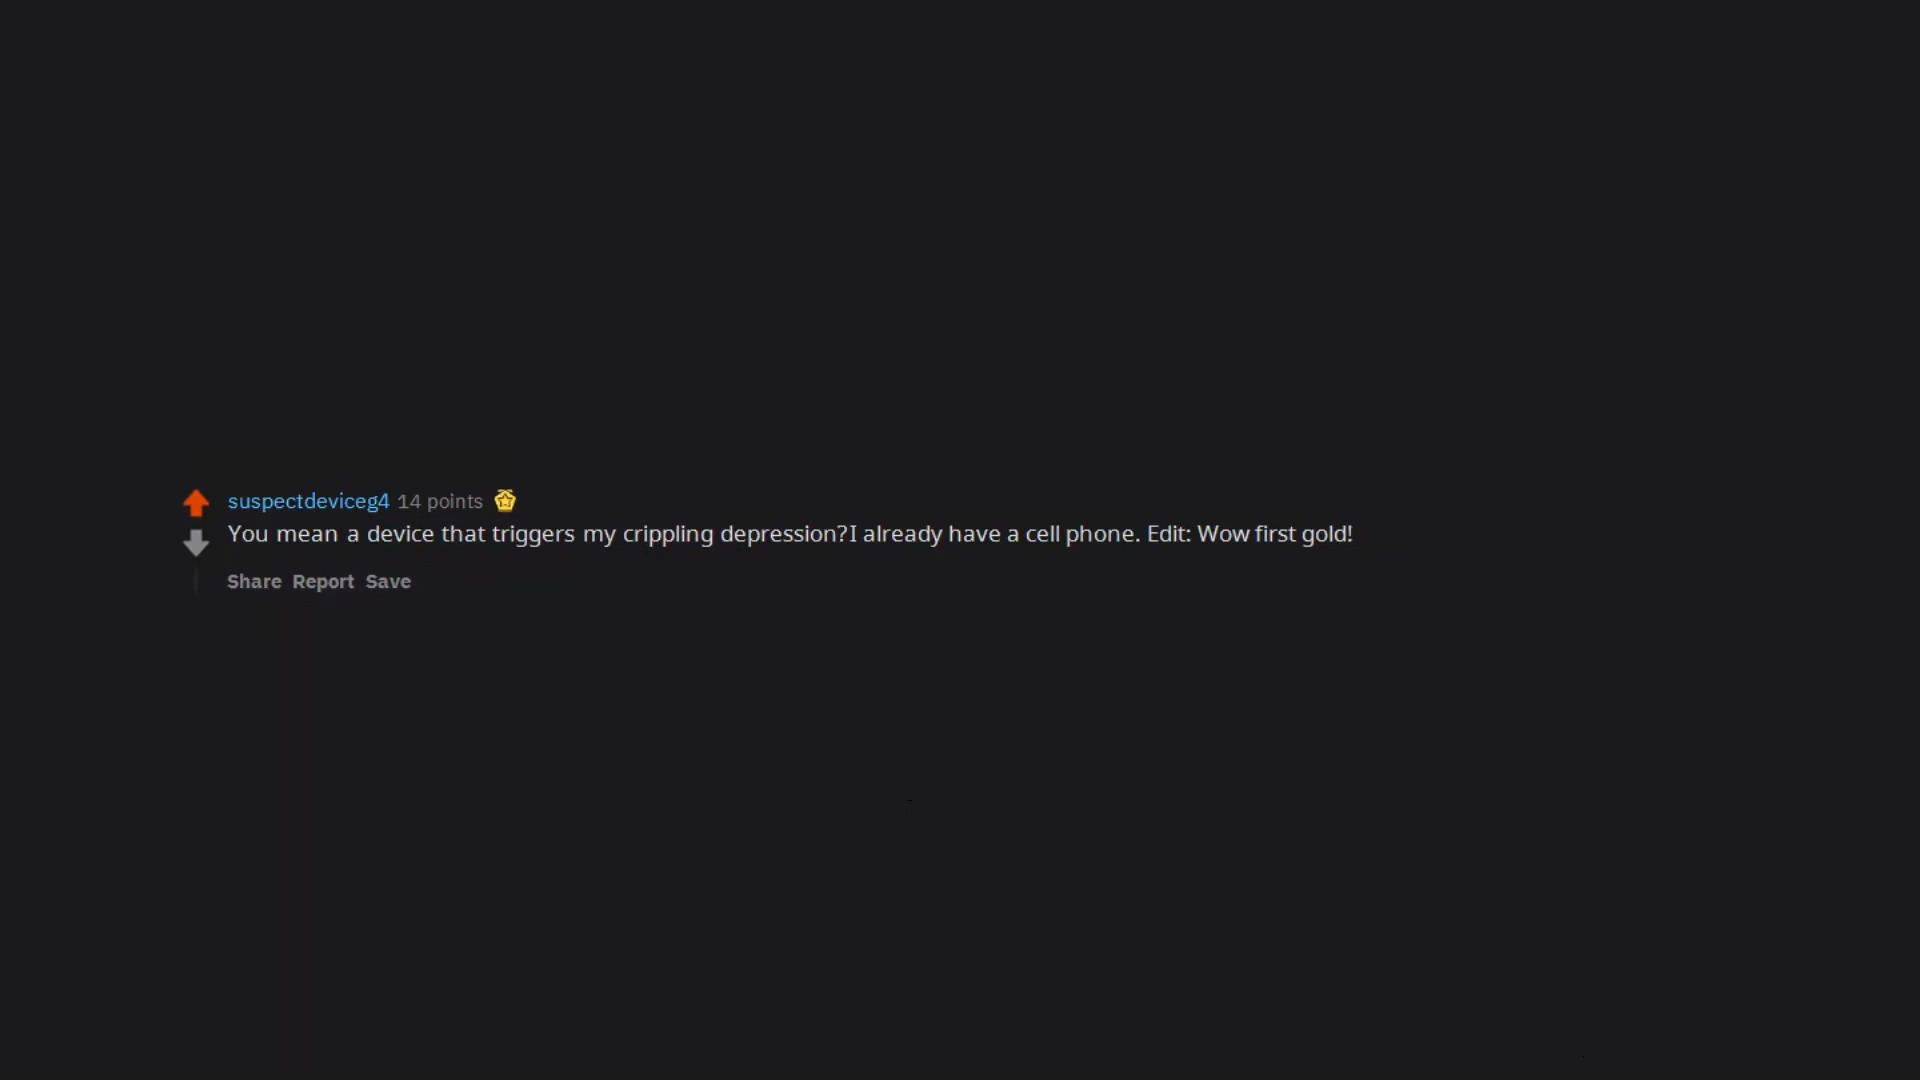 suspectdeviceg4 14 points
You mean a device that triggers my crippling depression?I already have a cell phone. Edit: Wow first gold!
Share Report Save